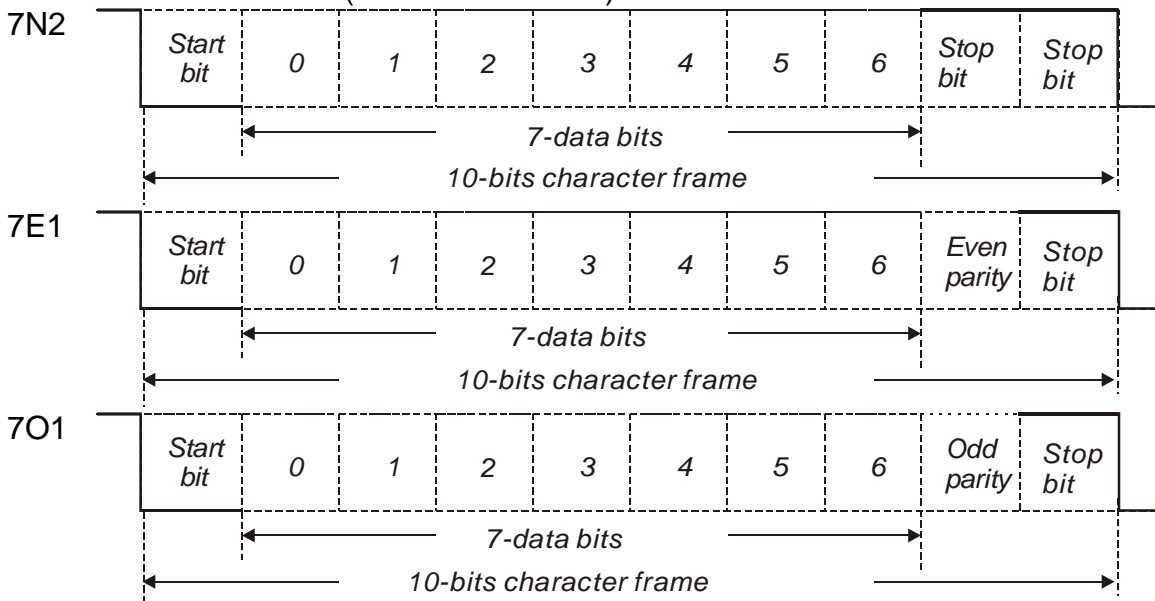 7N2
Start bit 0 1 2 3 4 5 6 Stop bit Stop bit
7-data bits
10-bits character frame
7E1
Start bit 0 1 2 3 4 5 6 Even parity Stop bit
7-data bits
10-bits character frame
7O1
Start bit 0 1 2 3 4 5 6 Odd parity Stop bit
7-data bits
10-bits character frame